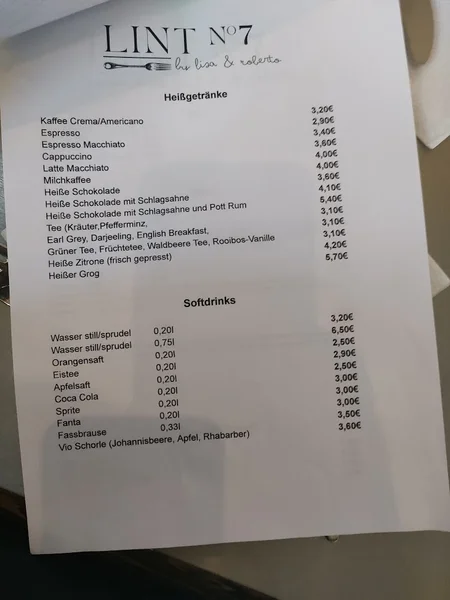 LINT Nº7
by lisa & roberto
Heißgetränke
Kaffee Crema/Americano 3,20€
Espresso 2,90€
Espresso Macchiato 3,40€
Cappuccino 3,60€
Latte Macchiato 4,00€
Milchkaffee 4,00€
Heiße Schokolade 3,60€
Heiße Schokolade mit Schlagsahne 4,10€
Heiße Schokolade mit Schlagsahne und Pott Rum 5,40€
Tee (Kräuter,Pfefferminz, 3,10€
Earl Grey, Darjeeling, English Breakfast, 3,10€
Grüner Tee, Früchtetee, Waldbeere Tee, Rooibos-Vanille 3,10€
Heiße Zitrone (frisch gepresst) 4,20€
Heißer Grog 5,70€
Softdrinks
Wasser still/sprudel 0,20l 3,20€
Wasser still/sprudel 0,75l 6,50€
Orangensaft 0,20l 2,50€
Eistee 0,20l 2,90€
Apfelsaft 0,20l 2,50€
Coca Cola 0,20l 3,00€
Sprite 0,20l 3,00€
Fanta 0,20l 3,00€
Fassbrause 0,33l 3,50€
Vio Schorle (Johannisbeere, Apfel, Rhabarber) 3,60€